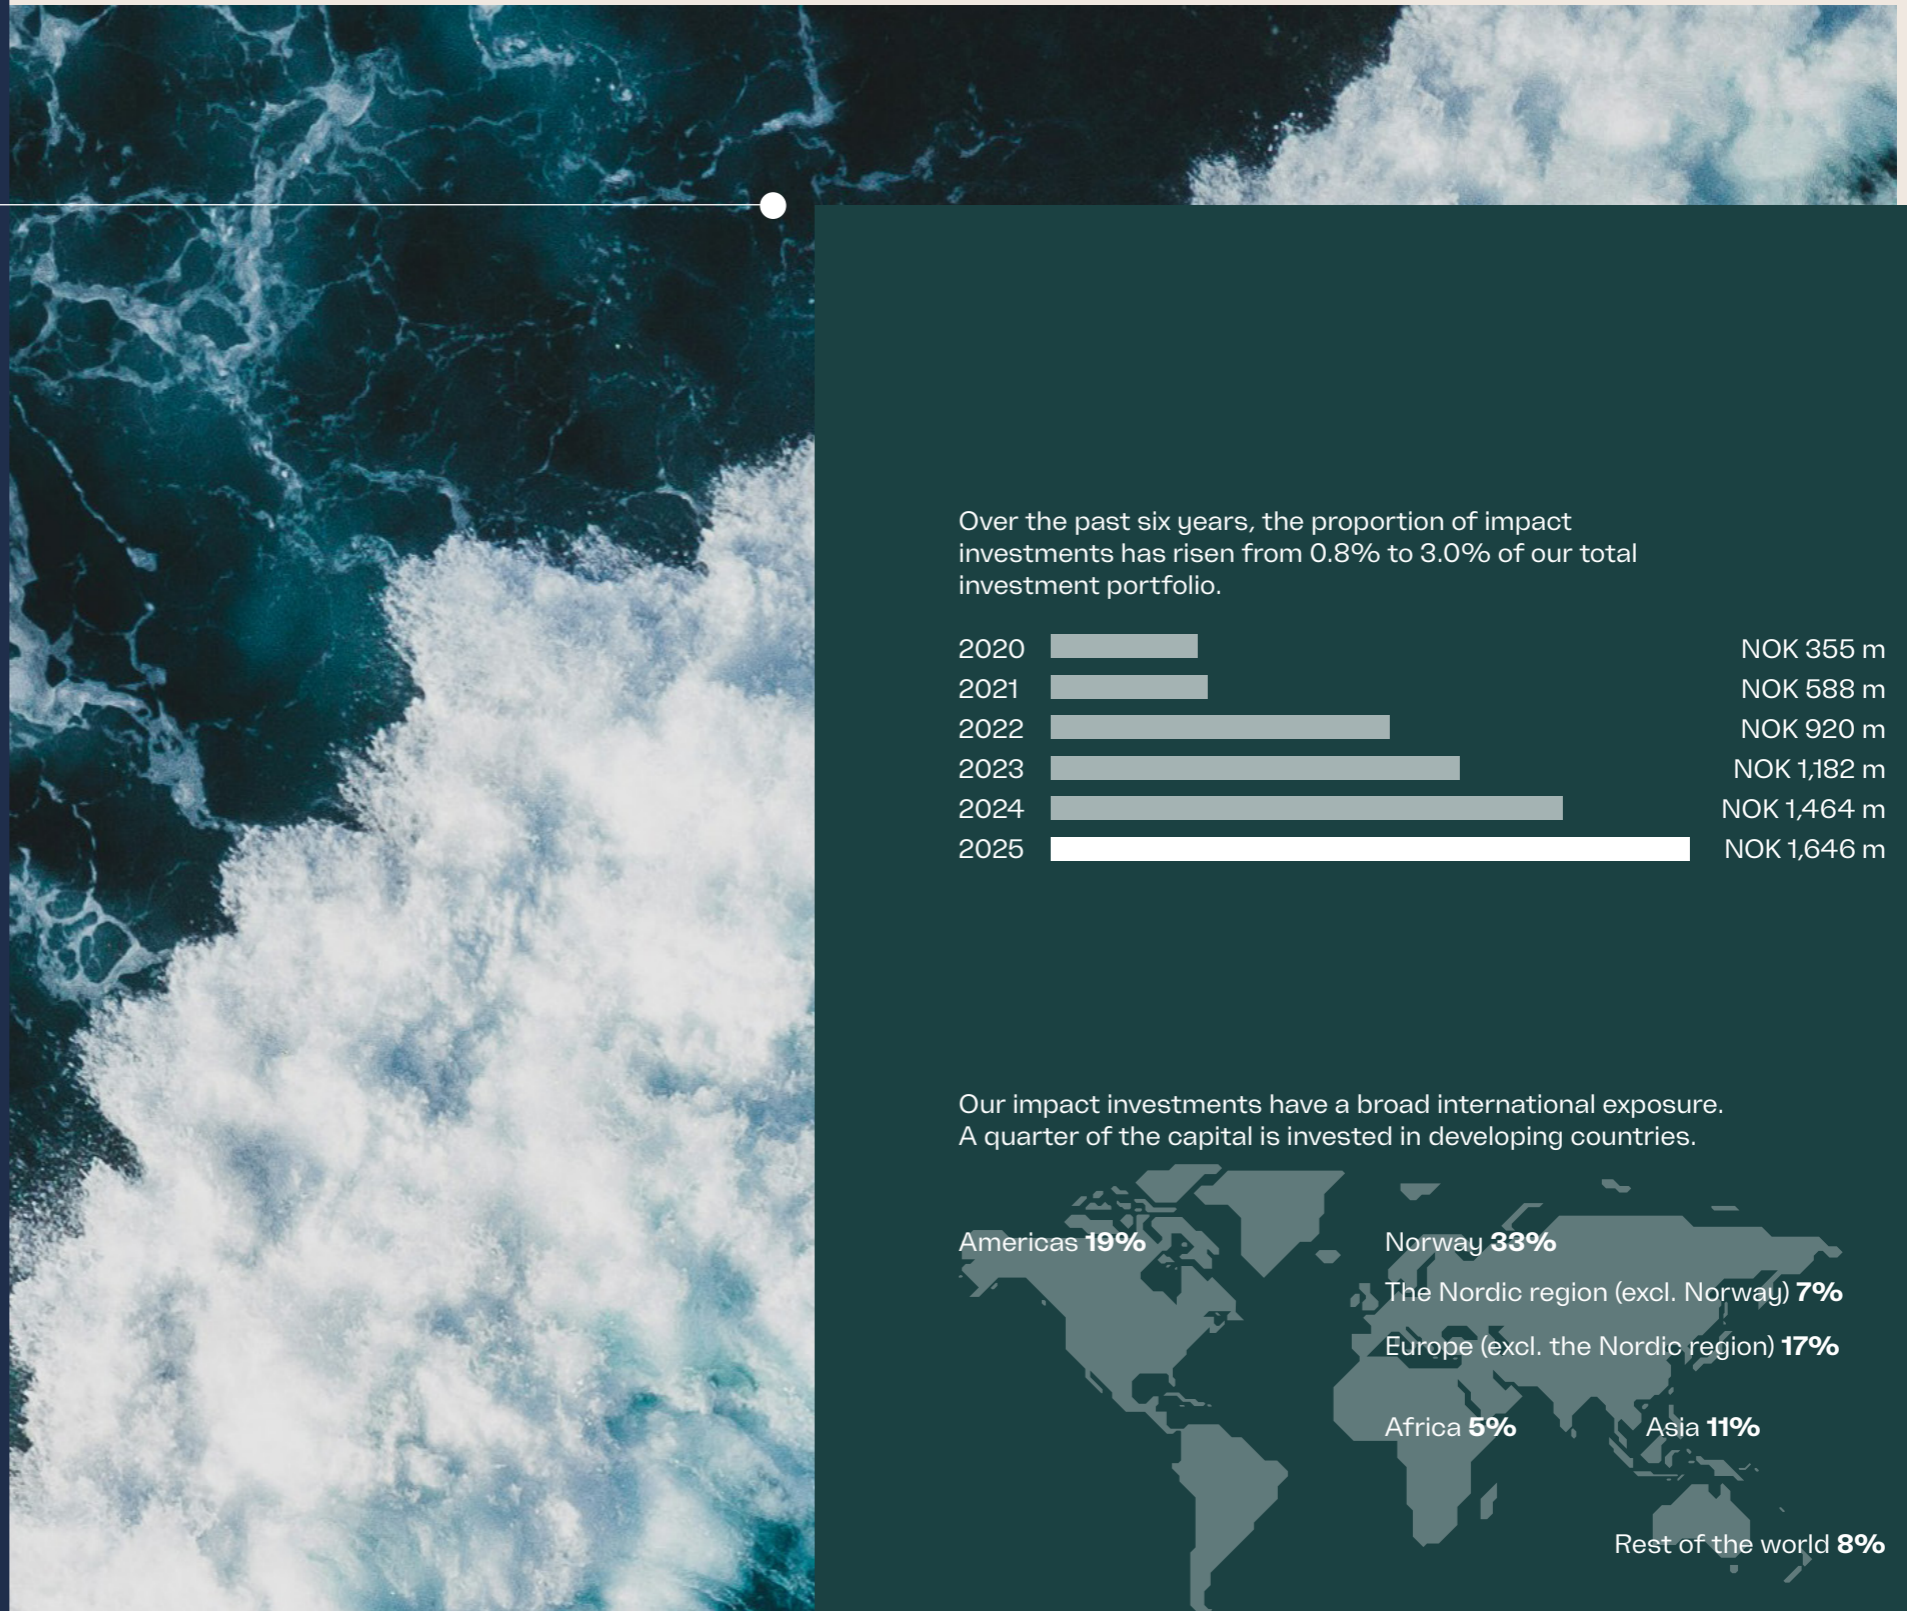 Over the past six years, the proportion of impact
investments has risen from 0.8% to 3.0% of our total
investment portfolio.
2020 NOK 355 m
2021 NOK 588 m
2022 NOK 920 m
2023 NOK 1,182 m
2024 NOK 1,464 m
2025 NOK 1,646 m
Our impact investments have a broad international exposure.
A quarter of the capital is invested in developing countries.
Americas 19%
Norway 33%
The Nordic region (excl. Norway) 7%
Europe (excl. the Nordic region) 17%
Africa 5%
Asia 11%
Rest of the world 8%